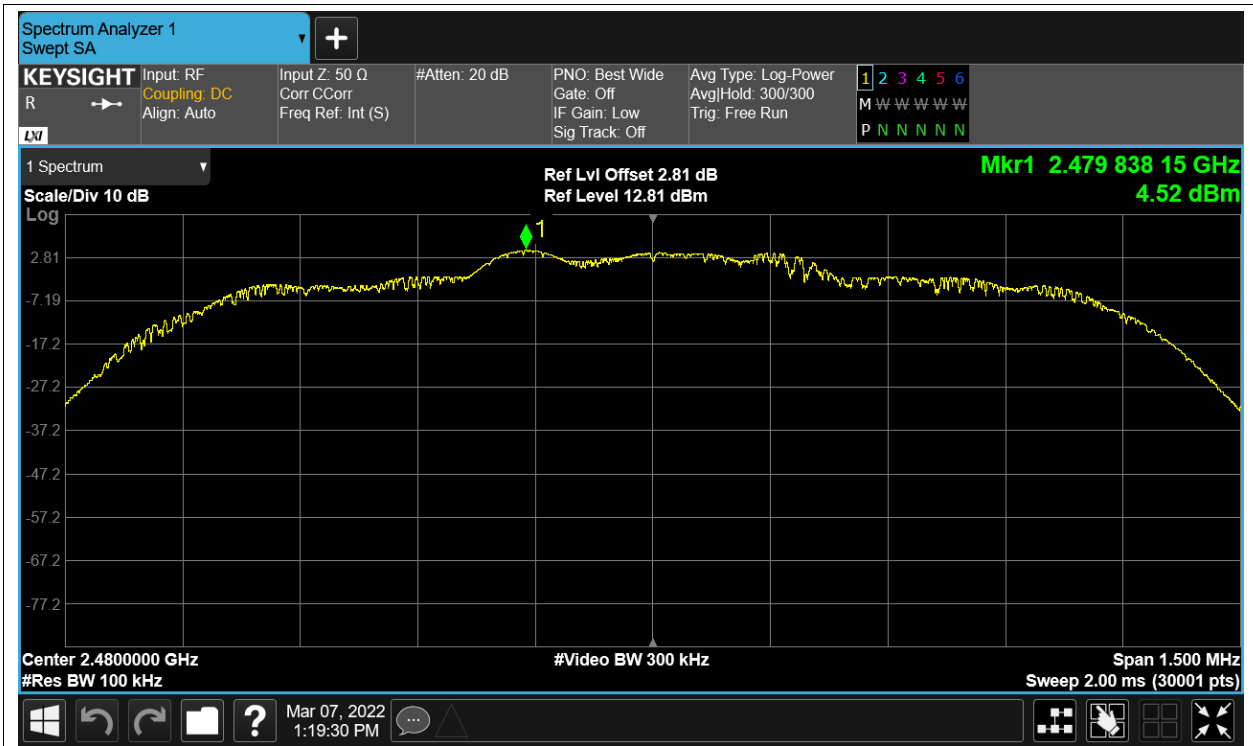 Spectrum Analyzer 1
Swept SA
KEYSIGHT
R
LXI
Input: RF
Coupling: DC
Align: Auto
Input Z: 50 Ω
Corr CCorr
Freq Ref: Int (S)
#Atten: 20 dB
PNO: Best Wide
Gate: Off
IF Gain: Low
Sig Track: Off
Avg Type: Log-Power
Avg|Hold: 300/300
Trig: Free Run
1 2 3 4 5 6
M W W W W W W
P N N N N N N
1 Spectrum
Scale/Div 10 dB
Log
Ref Lvl Offset 2.81 dB
Ref Level 12.81 dBm
Mkr1 2.479 838 15 GHz
4.52 dBm
1
2.81
-7.19
-17.2
-27.2
-37.2
-47.2
-57.2
-67.2
-77.2
Center 2.4800000 GHz
#Video BW 300 kHz
Span 1.500 MHz
#Res BW 100 kHz
Sweep 2.00 ms (30001 pts)
?
Mar 07, 2022
1:19:30 PM